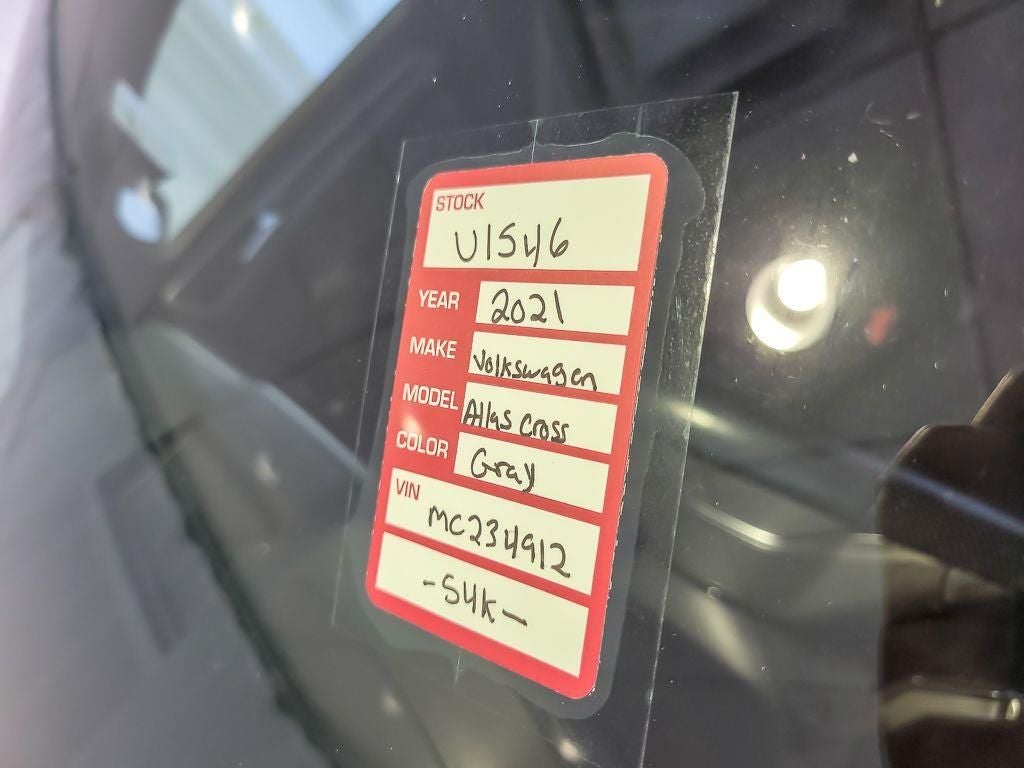 STOCK
U1546
YEAR 2021
MAKE Volkswagen
MODEL Atlas Cross
COLOR Gray
VIN
MC234912
-54K-